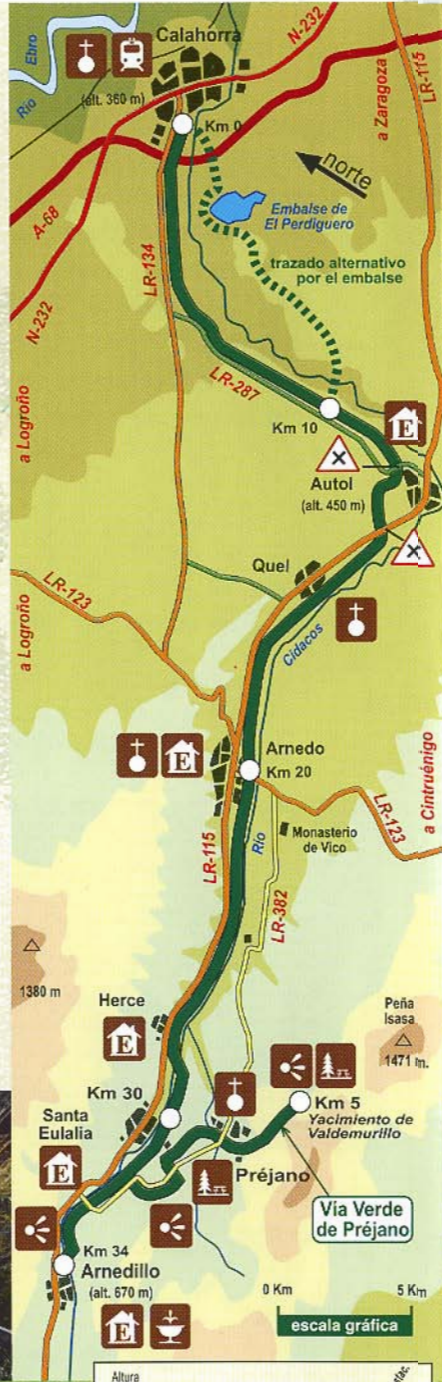 Río Ebro
Calahorra
(alt. 360 m)
N-232
LR-115
a Zaragoza
Km 0
norte
A-68
Embalse de
El Perdiguero
N-232
LR-134
trazado alternativo
por el embalse
a Logroño
LR-287
Km 10
E
Autol
(alt. 450 m)
Quel
LR-123
a Logroño
Cidacos
E
Arnedo
Km 20
a Cintruénigo
LR-123
Monasterio
de Vico
Río
LR-115
LR-382
1380 m
Herce
E
Peña
Isasa
1471 m.
Km 30
Km 5
Yacimiento de
Valdemurillo
Santa
Eulalia
E
Préjano
Vía Verde
de Préjano
Km 34
Arnedillo
(alt. 670 m)
0 Km
5 Km
escala gráfica
E
Altura